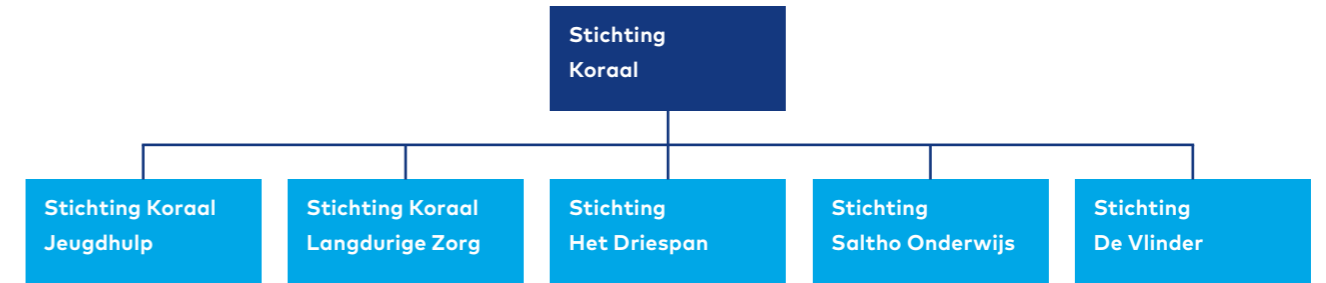 Stichting
Koraal
Stichting Koraal
Jeugdhulp
Stichting Koraal
Langdurige Zorg
Stichting
Het Driespan
Stichting
Saltho Onderwijs
Stichting
De Vlinder